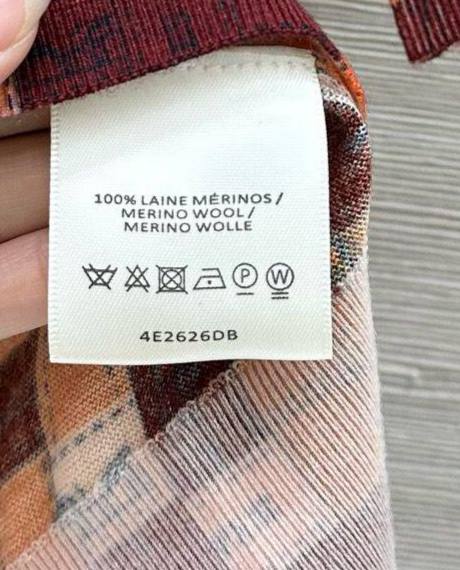 100% LAINE MÉRINOS /
MERINO WOOL /
MERINO WOLLE
P W
4E2626DB